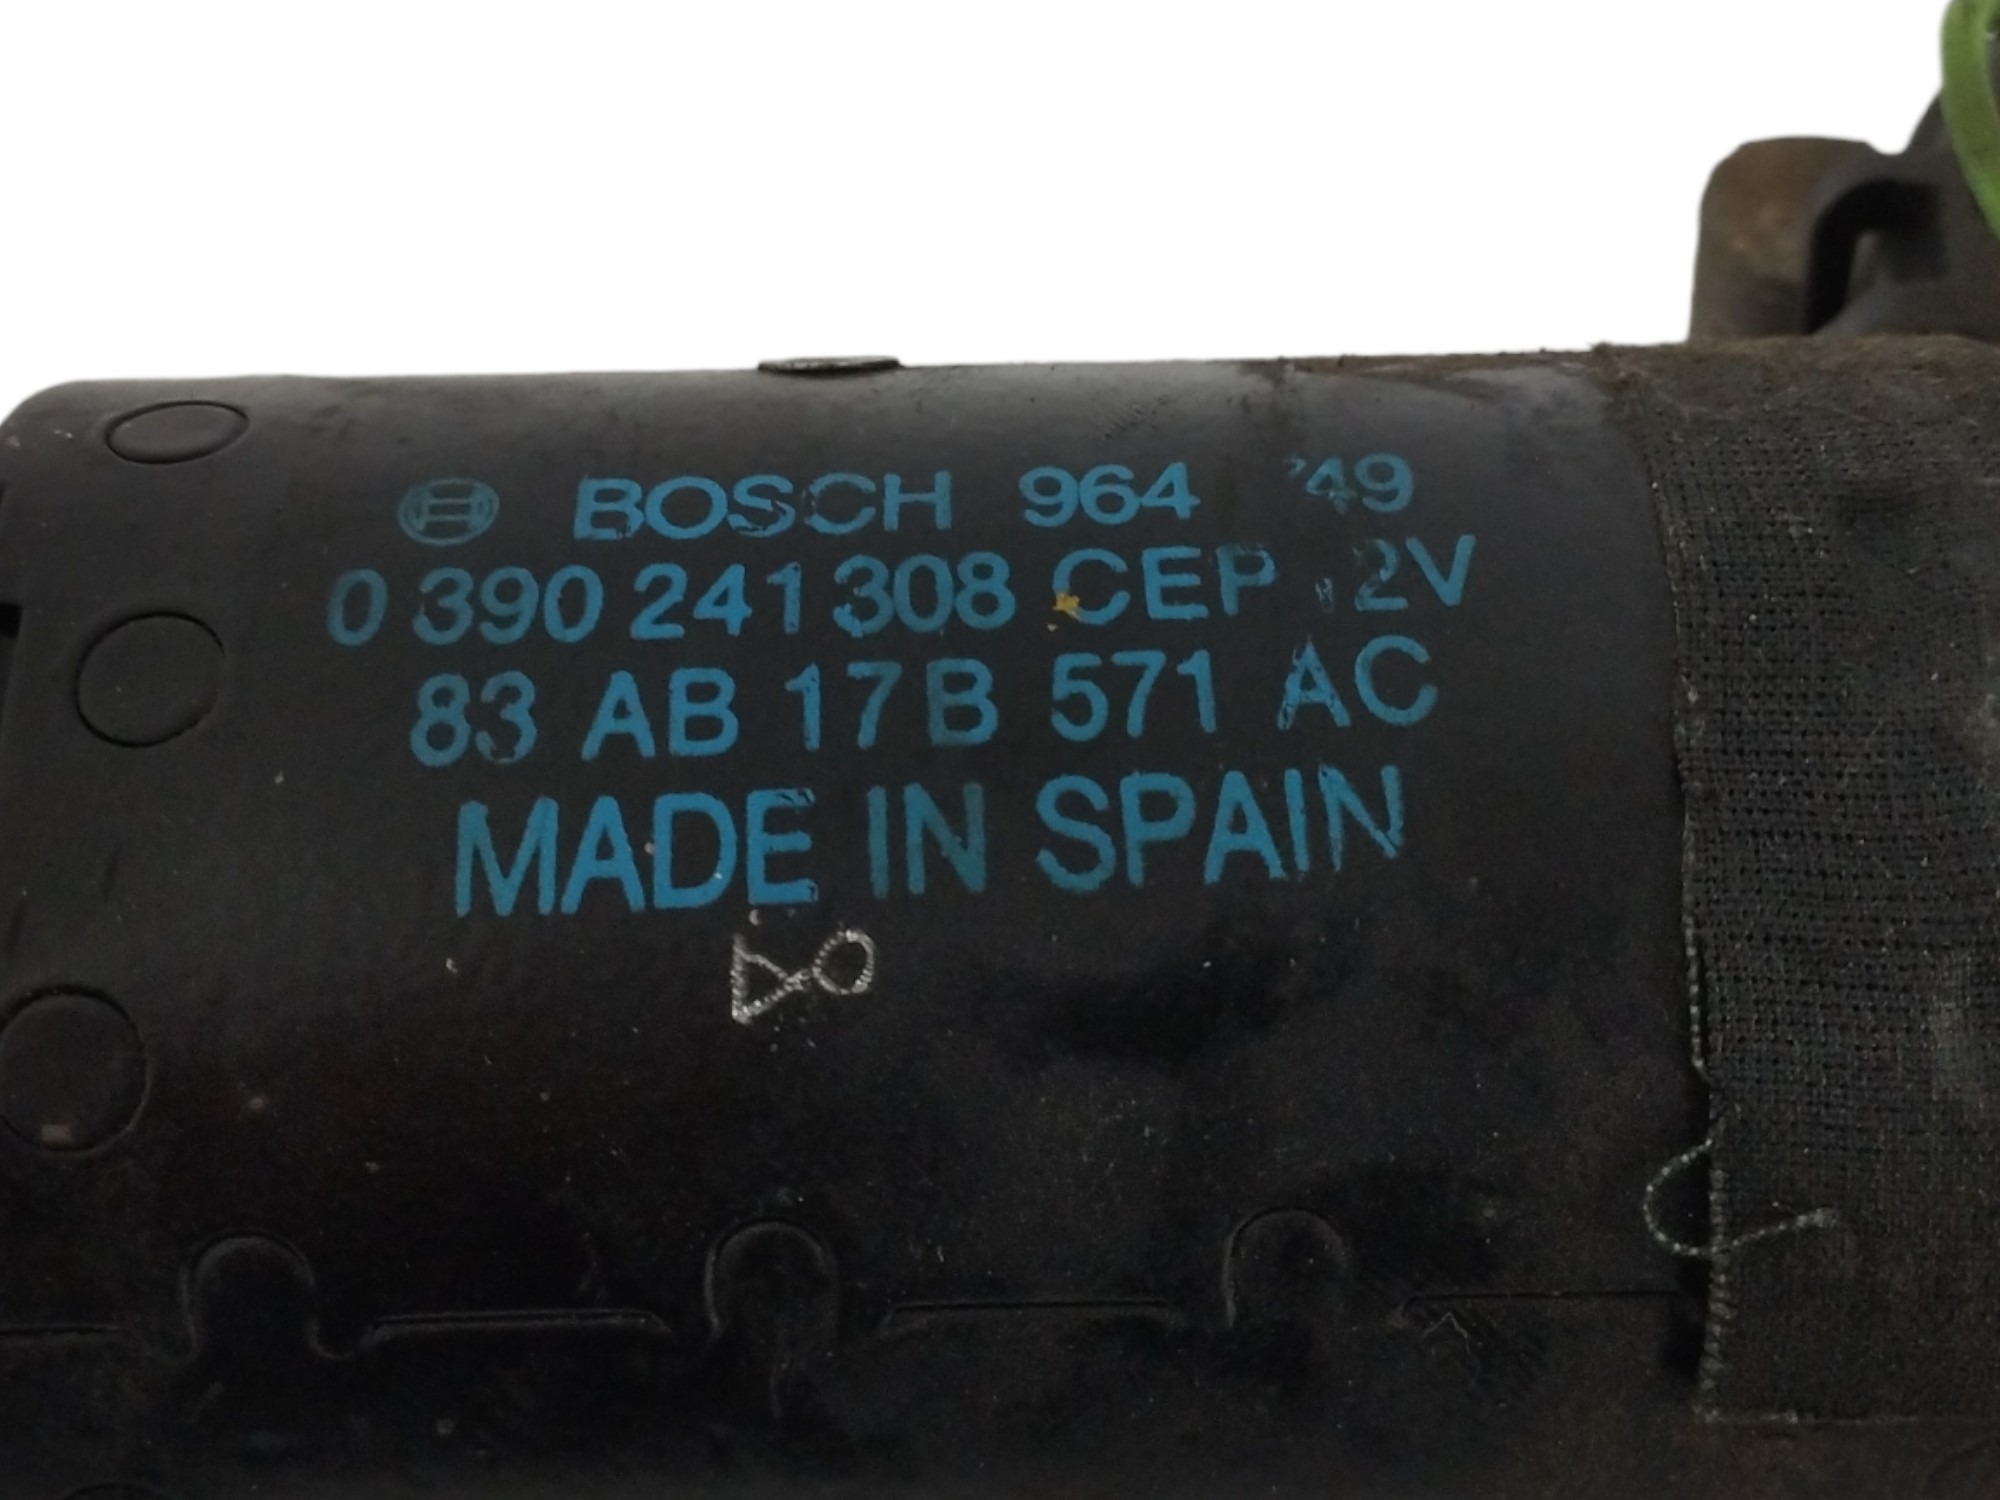 BOSCH 964
0 390 241 308 CEP
83 AB 17B 571 AC
MADE IN SPAIN